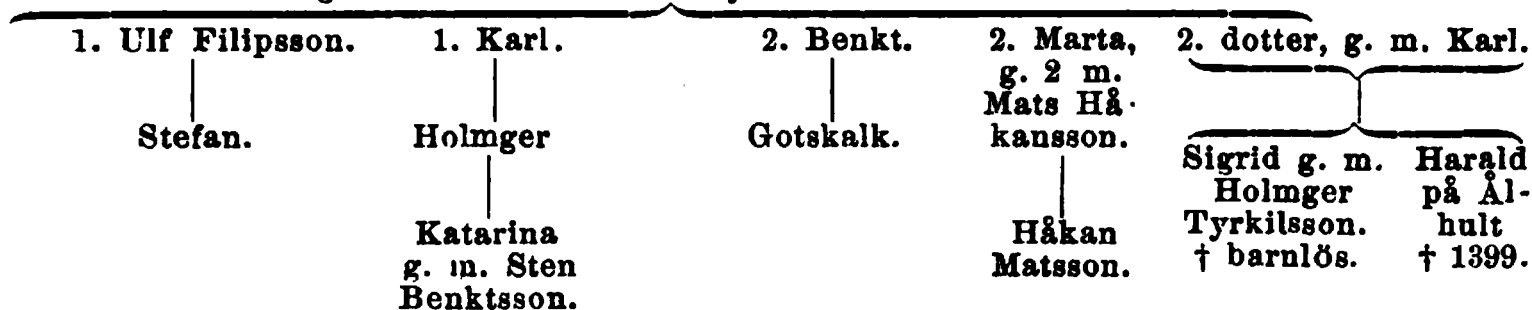 1. Ulf Filipsson. 1. Karl. 2. Benkt. 2. Marta, 2. dotter, g. m. Karl.
g. 2 m.
Mats Hå-
Stefan. Holmger Gotskalk. kansson.
Sigrid g. m. Harald
Holmger på Ål-
Katarina Håkan Tyrkilsson. hult
g. m. Sten Matsson. † barnlös. † 1399.
Benktsson.